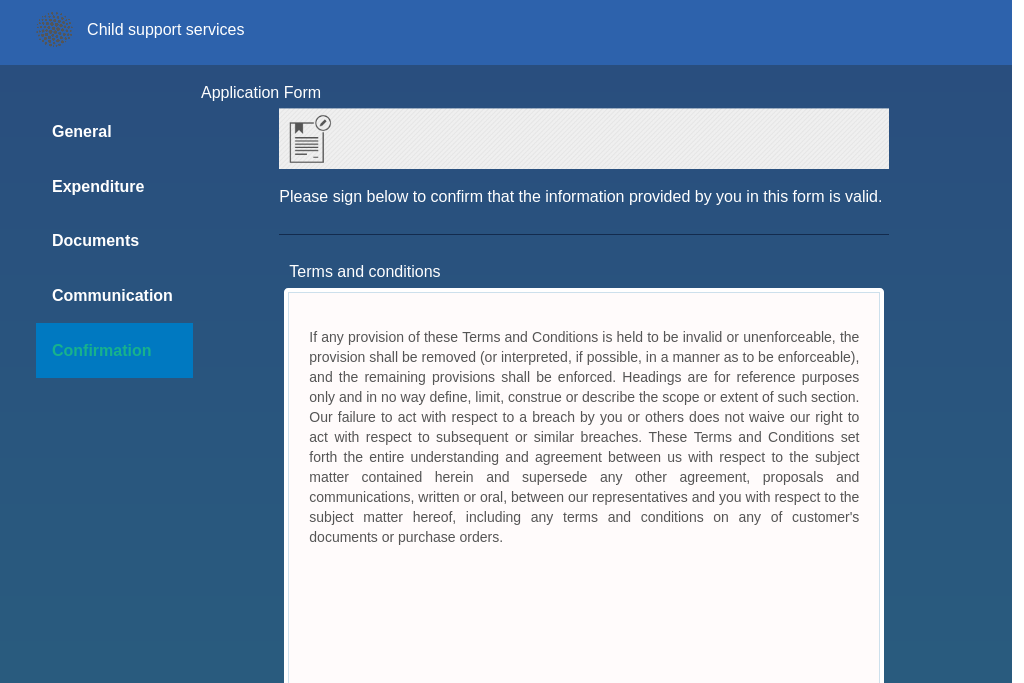 Child support services
Application Form
General
Expenditure
Documents
Communication
Confirmation
Please sign below to confirm that the information provided by you in this form is valid.
Terms and conditions
If any provision of these Terms and Conditions is held to be invalid or unenforceable, the
provision shall be removed (or interpreted, if possible, in a manner as to be enforceable),
and the remaining provisions shall be enforced. Headings are for reference purposes
only and in no way define, limit, construe or describe the scope or extent of such section.
Our failure to act with respect to a breach by you or others does not waive our right to
act with respect to subsequent or similar breaches. These Terms and Conditions set
forth the entire understanding and agreement between us with respect to the subject
matter contained herein and supersede any other agreement, proposals and
communications, written or oral, between our representatives and you with respect to the
subject matter hereof, including any terms and conditions on any of customer's
documents or purchase orders.